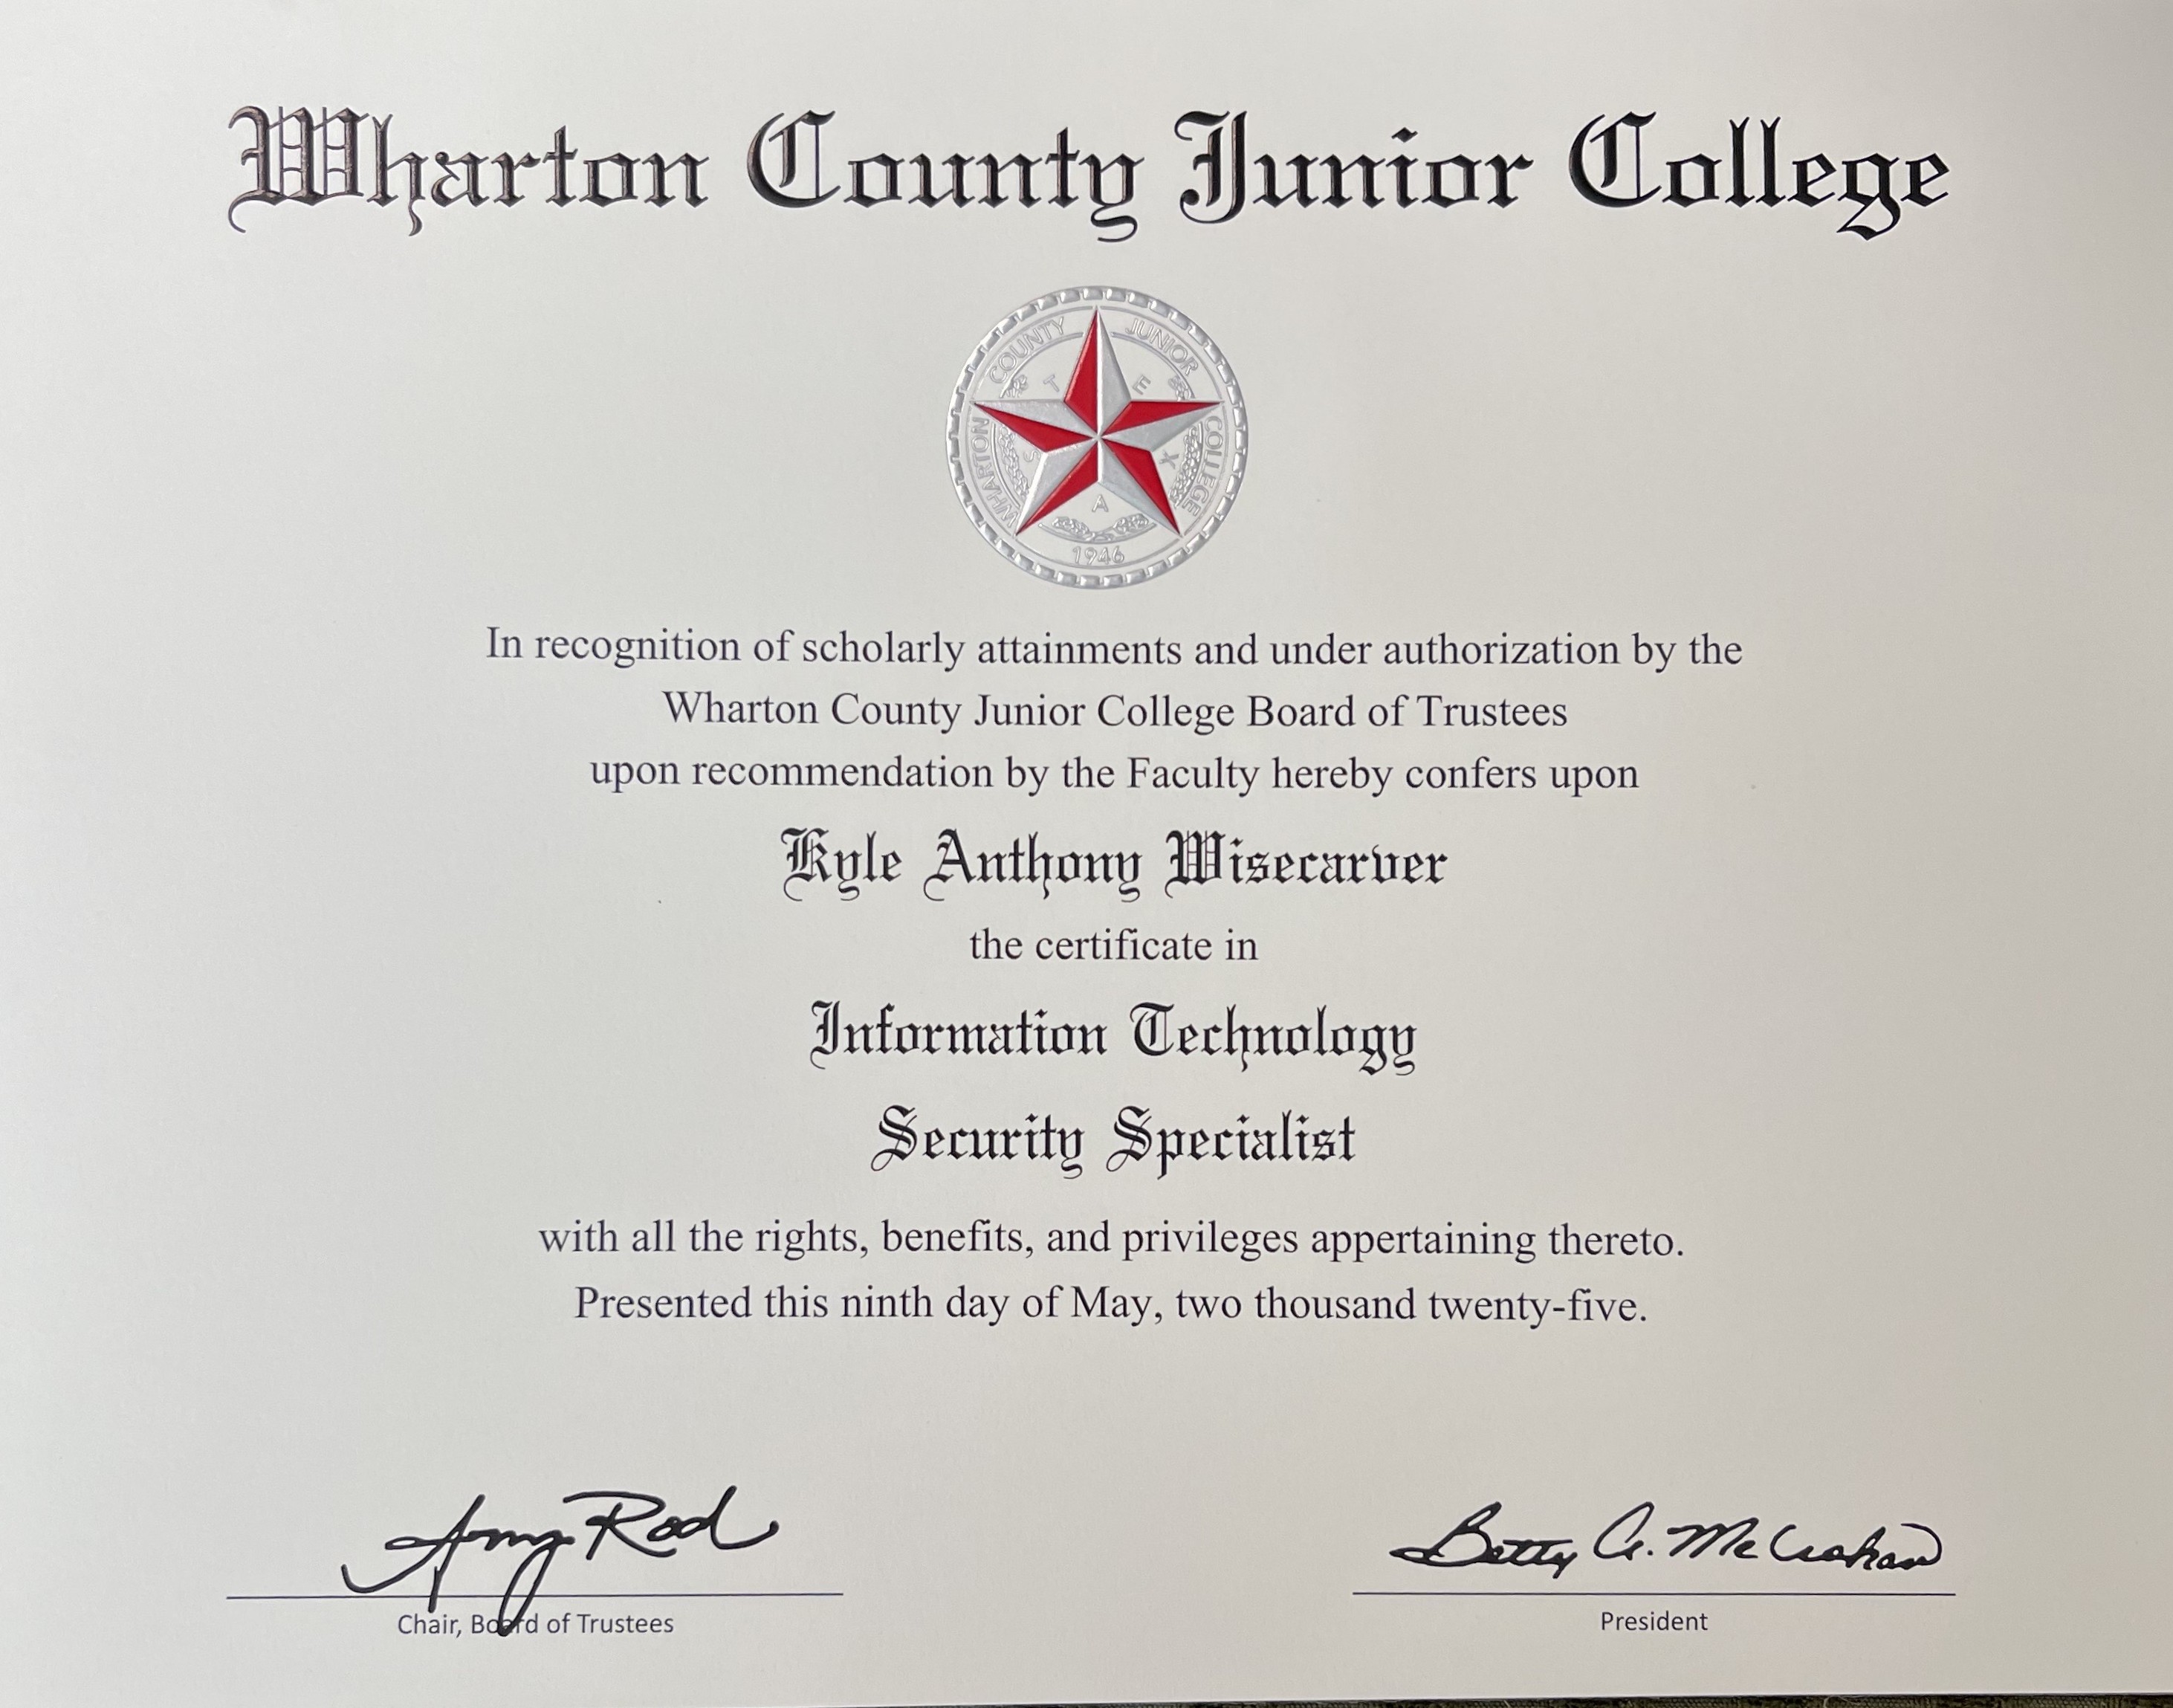 Wharton County Junior College
WHARTON COUNTY JUNIOR COLLEGE
T E X A S
1946
In recognition of scholarly attainments and under authorization by the
Wharton County Junior College Board of Trustees
upon recommendation by the Faculty hereby confers upon
Kyle Anthony Wisecarver
the certificate in
Information Technology
Security Specialist
with all the rights, benefits, and privileges appertaining thereto.
Presented this ninth day of May, two thousand twenty-five.
Amy Rod
Betty A. McCrohan
Chair, Board of Trustees
President